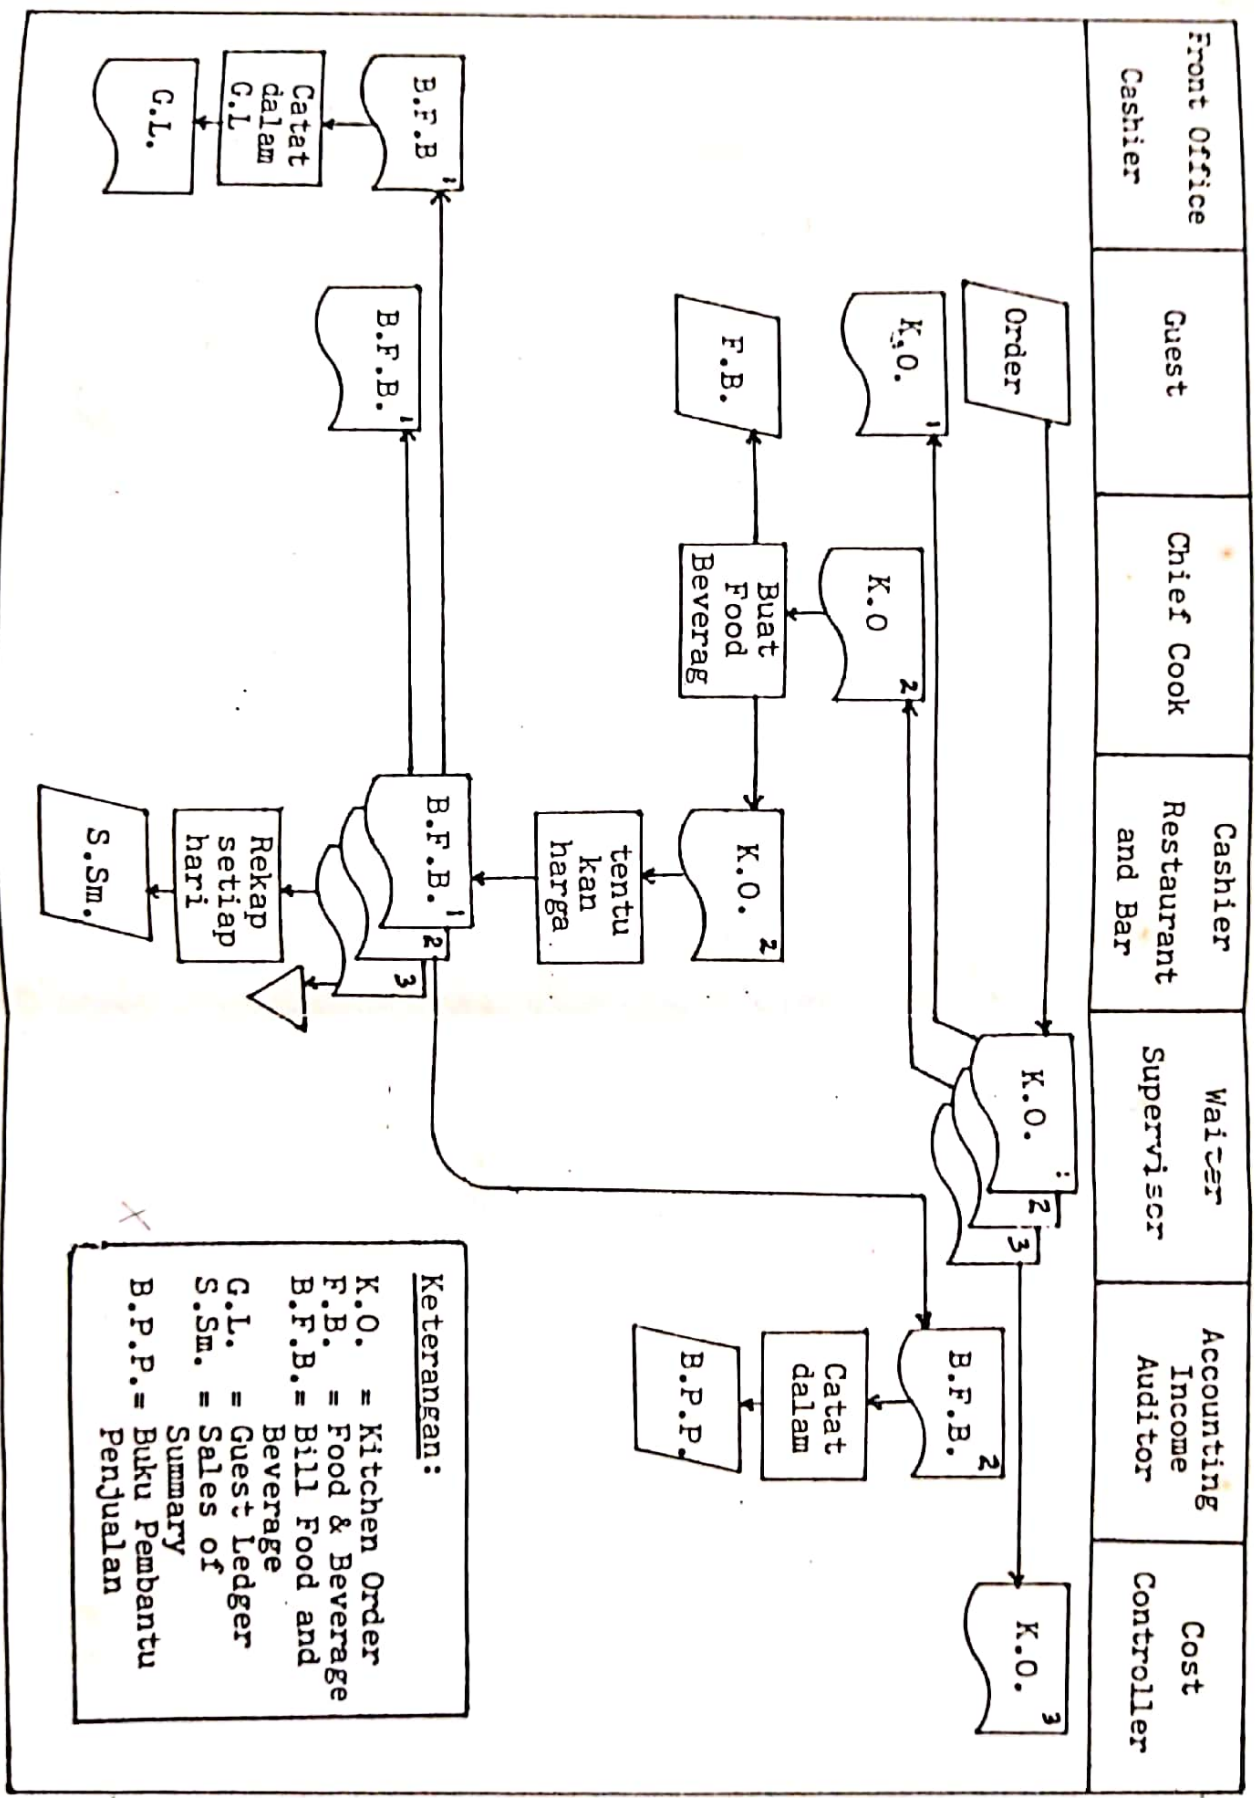 Front Office
Cashier
Guest
Chief Cook
Cashier
Restaurant
and Bar
Waiter
Supervisor
Accounting
Income
Auditor
Cost
Controller
Order
K.O. 1
F.B.
K.O 2
Buat
Food
Beverag
K.O. 2
tentu
kan
harga
K.O.
2
3
K.O. 3
B.F.B. 2
Catat
dalam
B.P.P.
B.F.B 1
Catat
dalam
G.L
G.L.
B.F.B. 1
B.F.B. 1
2
3
Rekap
setiap
hari
S.Sm.
Keterangan:
K.O. = Kitchen Order
F.B. = Food & Beverage
B.F.B.= Bill Food and
Beverage
G.L. = Guest Ledger
S.Sm. = Sales of
Summary
B.P.P.= Buku Pembantu
Penjualan